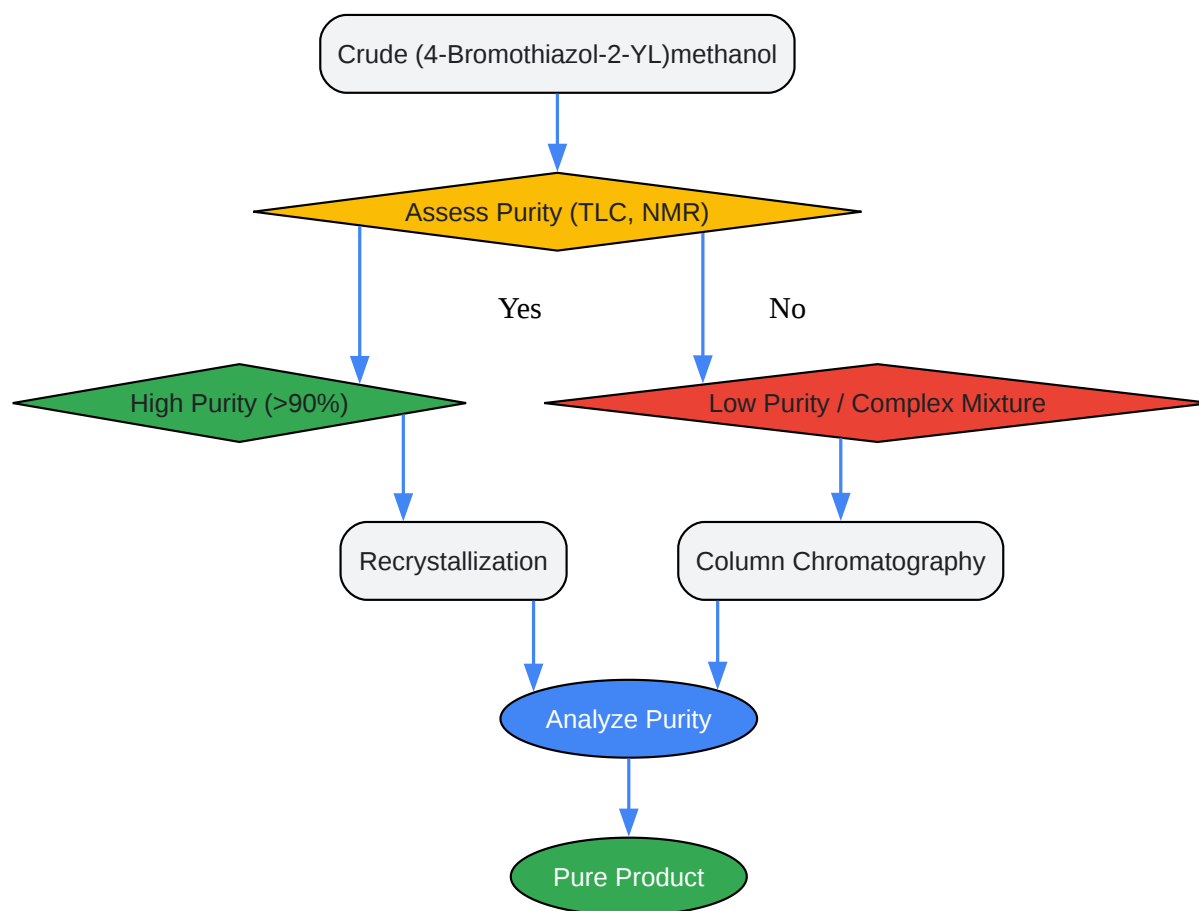 Crude (4-Bromothiazol-2-YL)methanol
Assess Purity (TLC, NMR)
Yes
No
High Purity (>90%)
Low Purity / Complex Mixture
Recrystallization
Column Chromatography
Analyze Purity
Pure Product